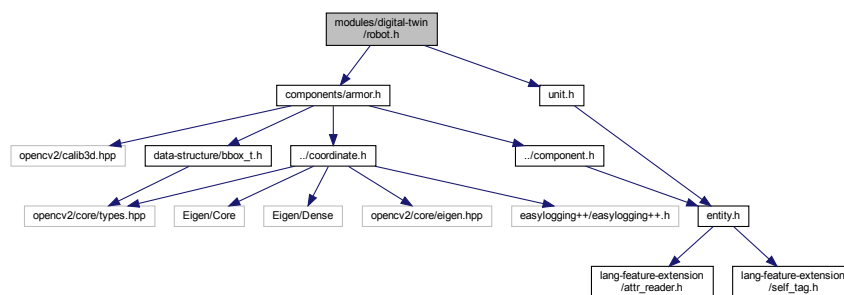 modules/digital-twin
/robot.h
components/armor.h
unit.h
opencv2/calib3d.hpp
data-structure/bbox_t.h
../coordinate.h
../component.h
opencv2/core/types.hpp
Eigen/Core
Eigen/Dense
opencv2/core/eigen.hpp
easylogging++/easylogging++.h
entity.h
lang-feature-extension
/attr_reader.h
lang-feature-extension
/self_tag.h